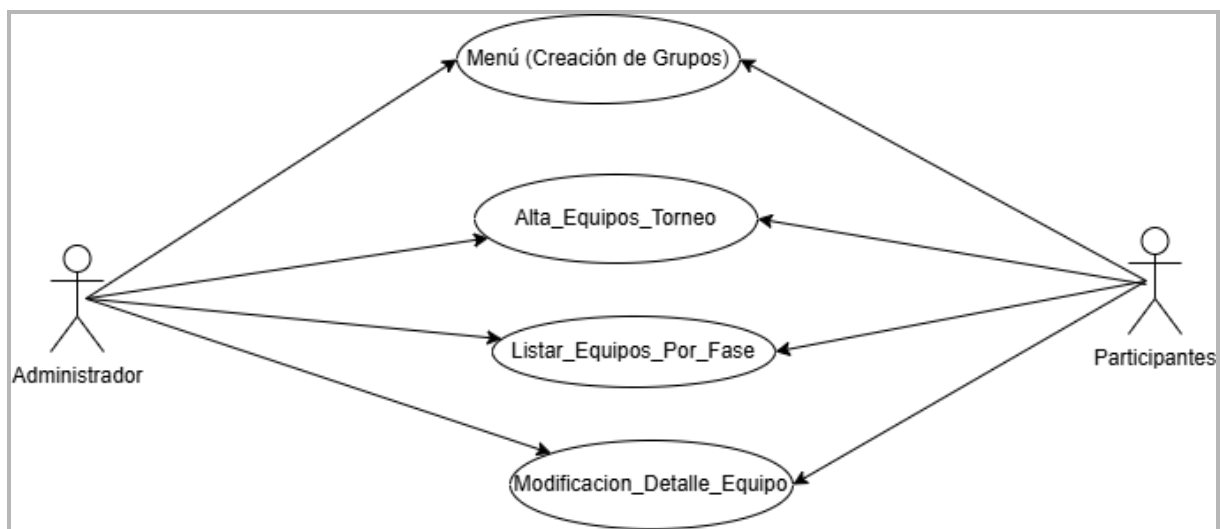 Menú (Creación de Grupos)
Alta_Equipos_Torneo
Listar_Equipos_Por_Fase
Participantes
Administrador
Modificacion_Detalle_Equipo